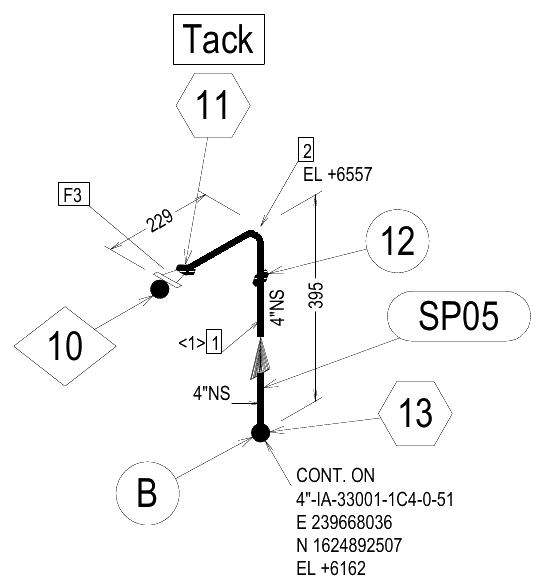 Tack
11
2
EL +6557
F3
229
12
4"NS
395
SP05
10
<1> 1
4"NS
13
B
CONT. ON
4"-IA-33001-1C4-0-51
E 239668036
N 1624892507
EL +6162